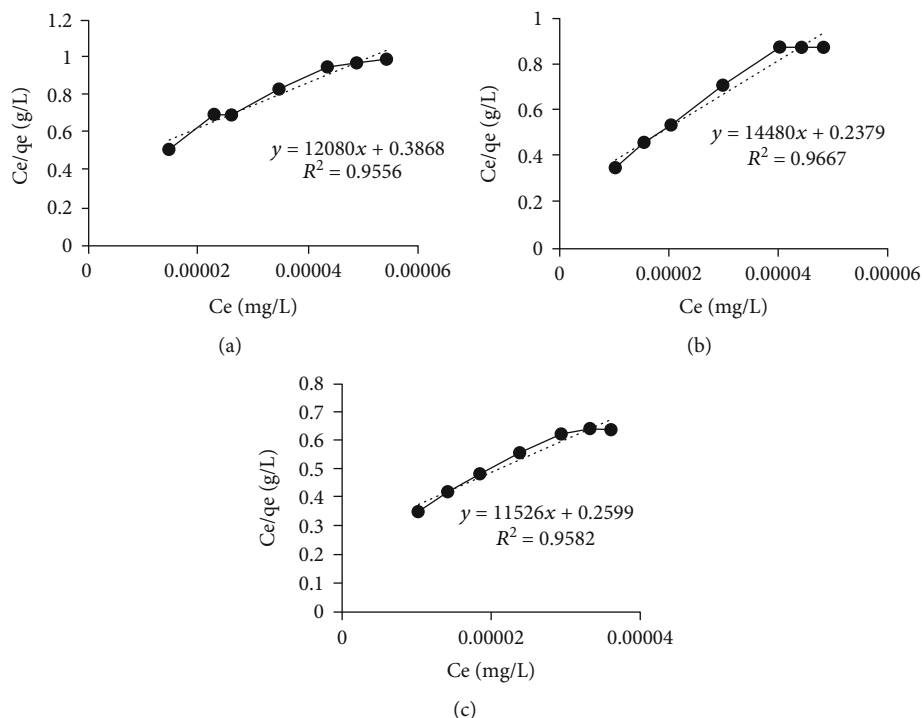 1.2
1
0.8
0.6
0.4
0.2
0
Ce/qe (g/L)
y = 12080x + 0.3868
R² = 0.9556
0 0.00002 0.00004 0.00006
Ce (mg/L)
(a)
1
0.8
0.6
0.4
0.2
0
Ce/qe (g/L)
y = 14480x + 0.2379
R² = 0.9667
0 0.00002 0.00004 0.00006
Ce (mg/L)
(b)
0.8
0.7
0.6
0.5
0.4
0.3
0.2
0.1
0
Ce/qe (g/L)
y = 11526x + 0.2599
R² = 0.9582
0 0.00002 0.00004
Ce (mg/L)
(c)